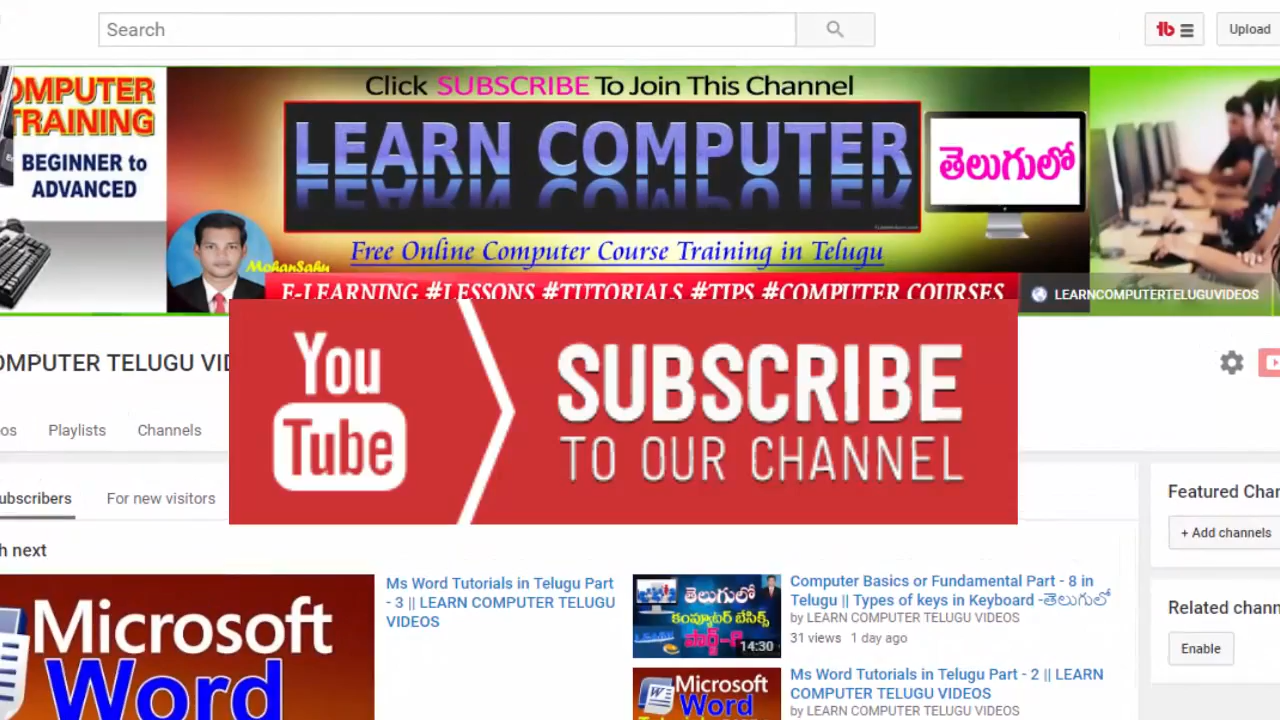 Search
Upload
OMPUTER
TRAINING
BEGINNER to
ADVANCED
Click SUBSCRIBE To Join This Channel
LEARN COMPUTER
తెలుగులో
Free Online Computer Course Training in Telugu
MohanSahu
E-LEARNING #LESSONS #TUTORIALS #TIPS #COMPUTER COURSES
LEARNCOMPUTERTELUGUVIDEOS
OMPUTER TELUGU VID
You
Tube
SUBSCRIBE
TO OUR CHANNEL
os
Playlists
Channels
ubscribers
For new visitors
Featured Chan
+ Add channels
h next
Microsoft
Word
Ms Word Tutorials in Telugu Part
- 3 || LEARN COMPUTER TELUGU
VIDEOS
తెలుగులో
కంప్యూటర్ బేసిక్స్
LEARN
పార్ట్-8
14:30
Computer Basics or Fundamental Part - 8 in
Telugu || Types of keys in Keyboard -తెలుగులో
by LEARN COMPUTER TELUGU VIDEOS
31 views 1 day ago
Related chann
Enable
Microsoft
Word
Ms Word Tutorials in Telugu Part - 2 || LEARN
COMPUTER TELUGU VIDEOS
by LEARN COMPUTER TELUGU VIDEOS